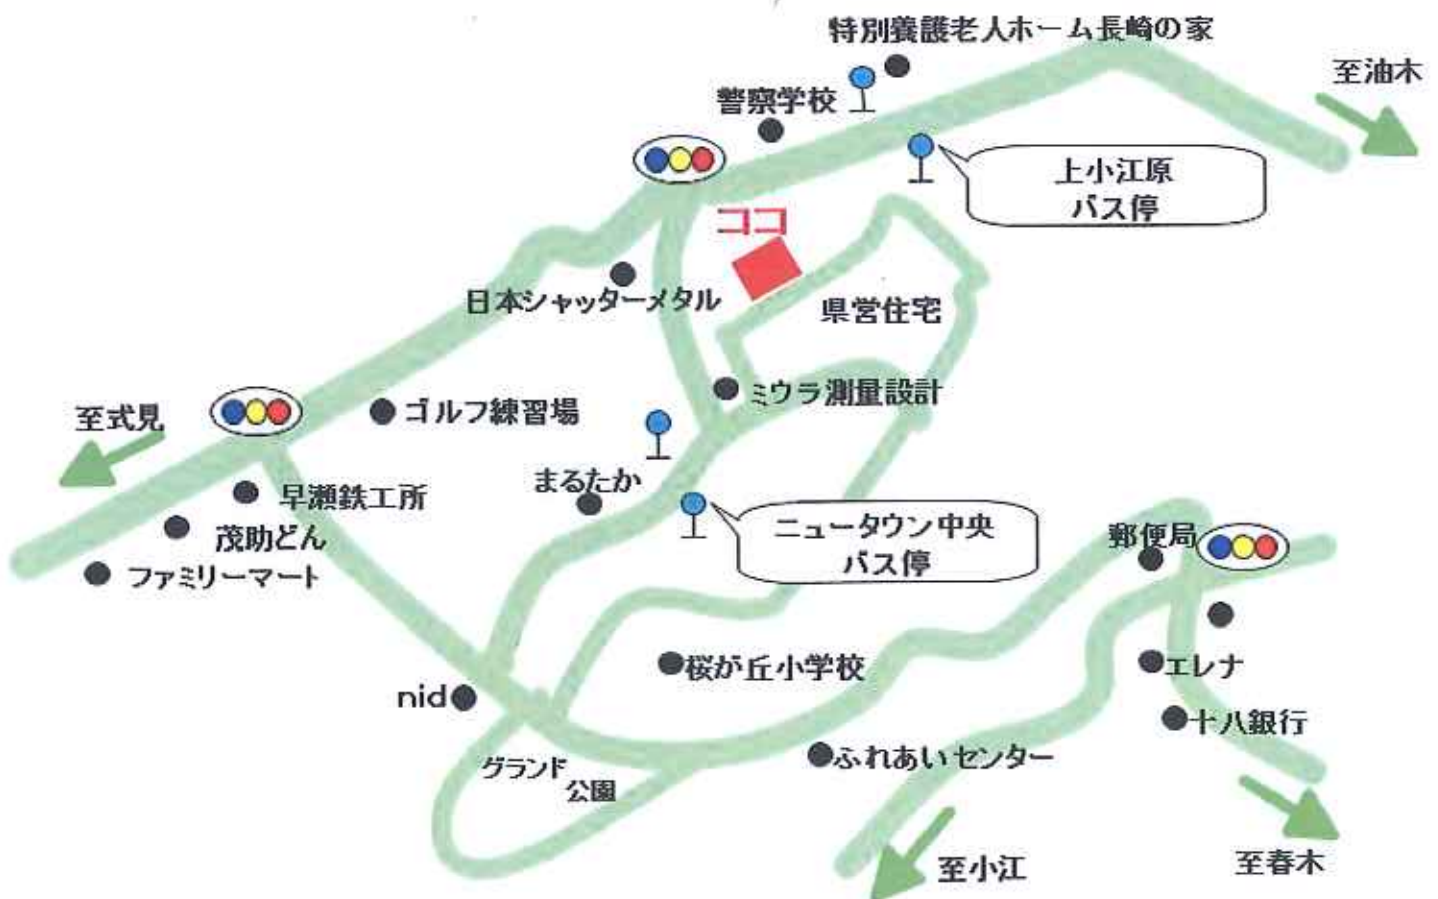 特別養護老人ホーム長崎の家
至油木
警察学校
上小江原
バス停
ココ
日本シャッターメタル
県営住宅
ミウラ測量設計
至式見
ゴルフ練習場
まるたか
早瀬鉄工所
ニュータウン中央
バス停
郵便局
茂助どん
ファミリーマート
桜が丘小学校
エレナ
nid
十八銀行
ふれあいセンター
グランド
公園
至小江
至春木